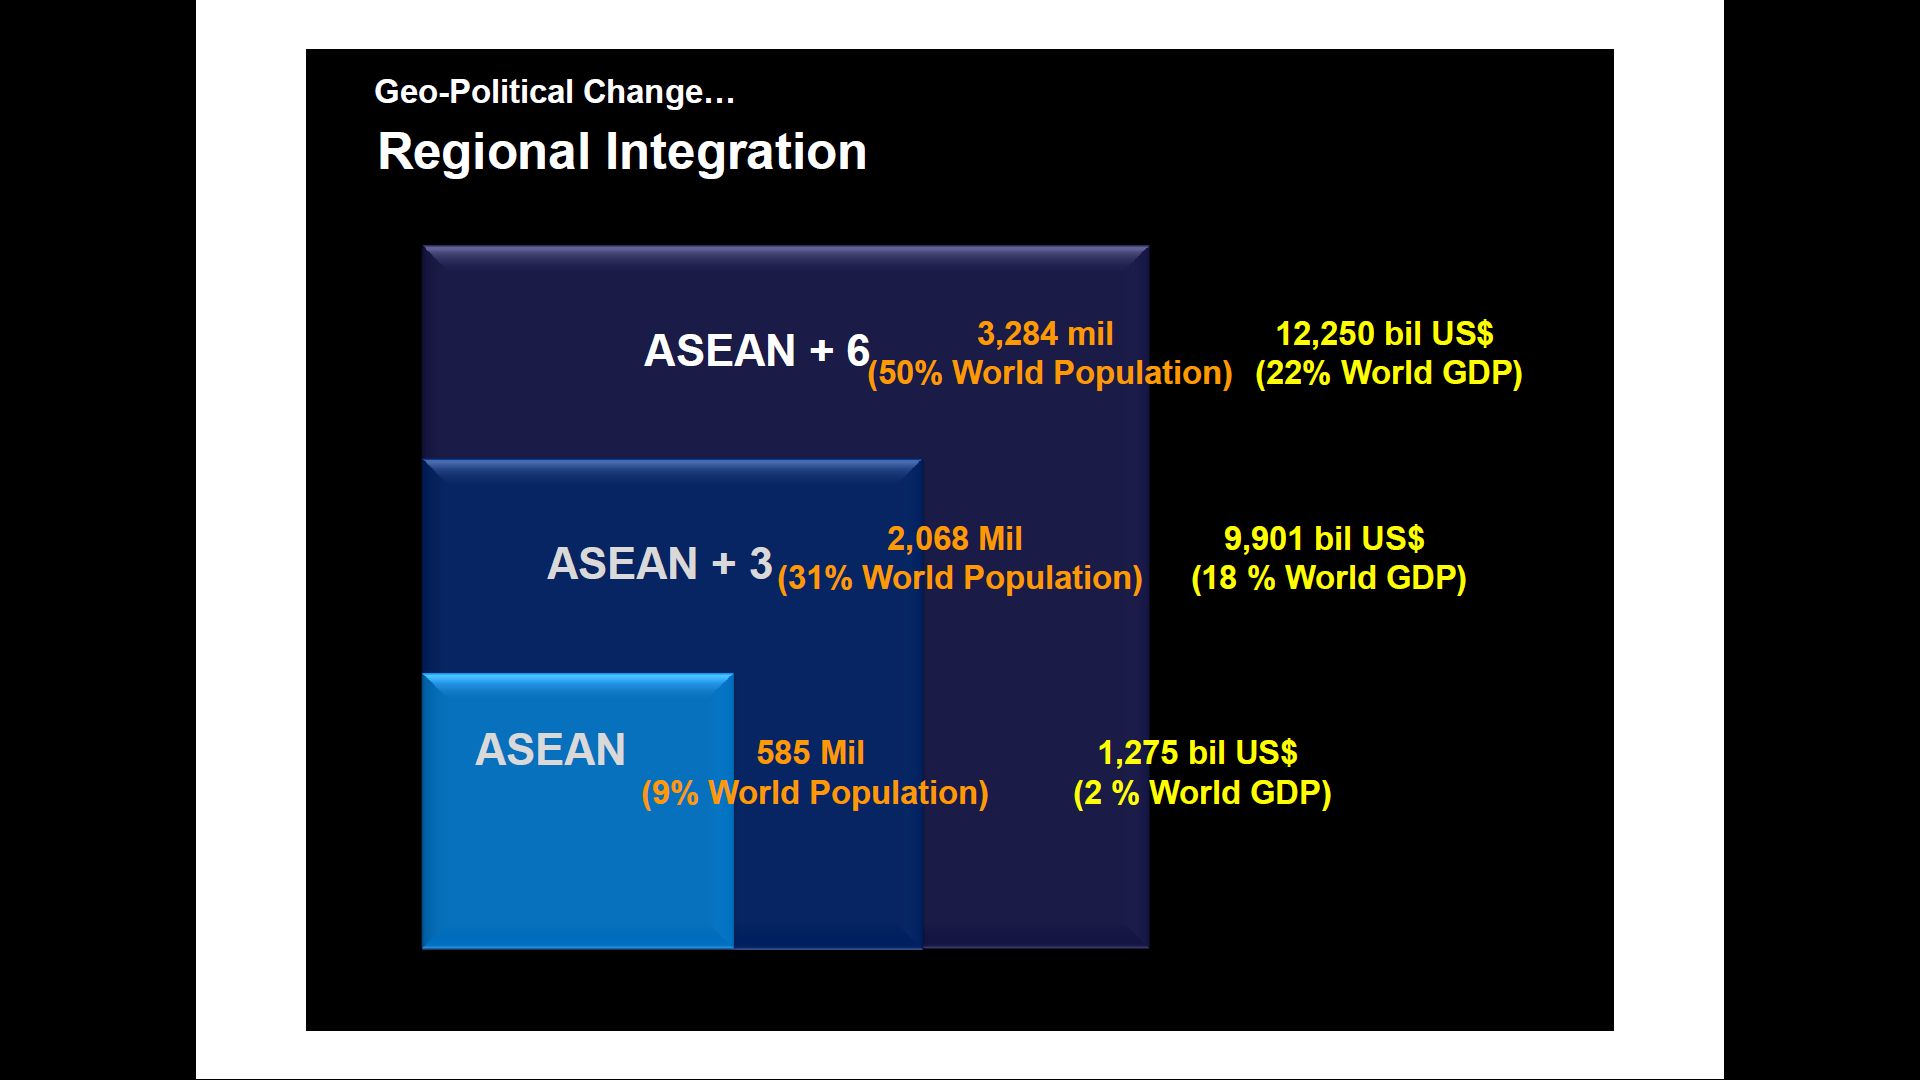 Geo-Political Change…
Regional Integration
ASEAN + 6
3,284 mil
(50% World Population)
12,250 bil US$
(22% World GDP)
ASEAN + 3
2,068 Mil
(31% World Population)
9,901 bil US$
(18 % World GDP)
ASEAN
585 Mil
(9% World Population)
1,275 bil US$
(2 % World GDP)